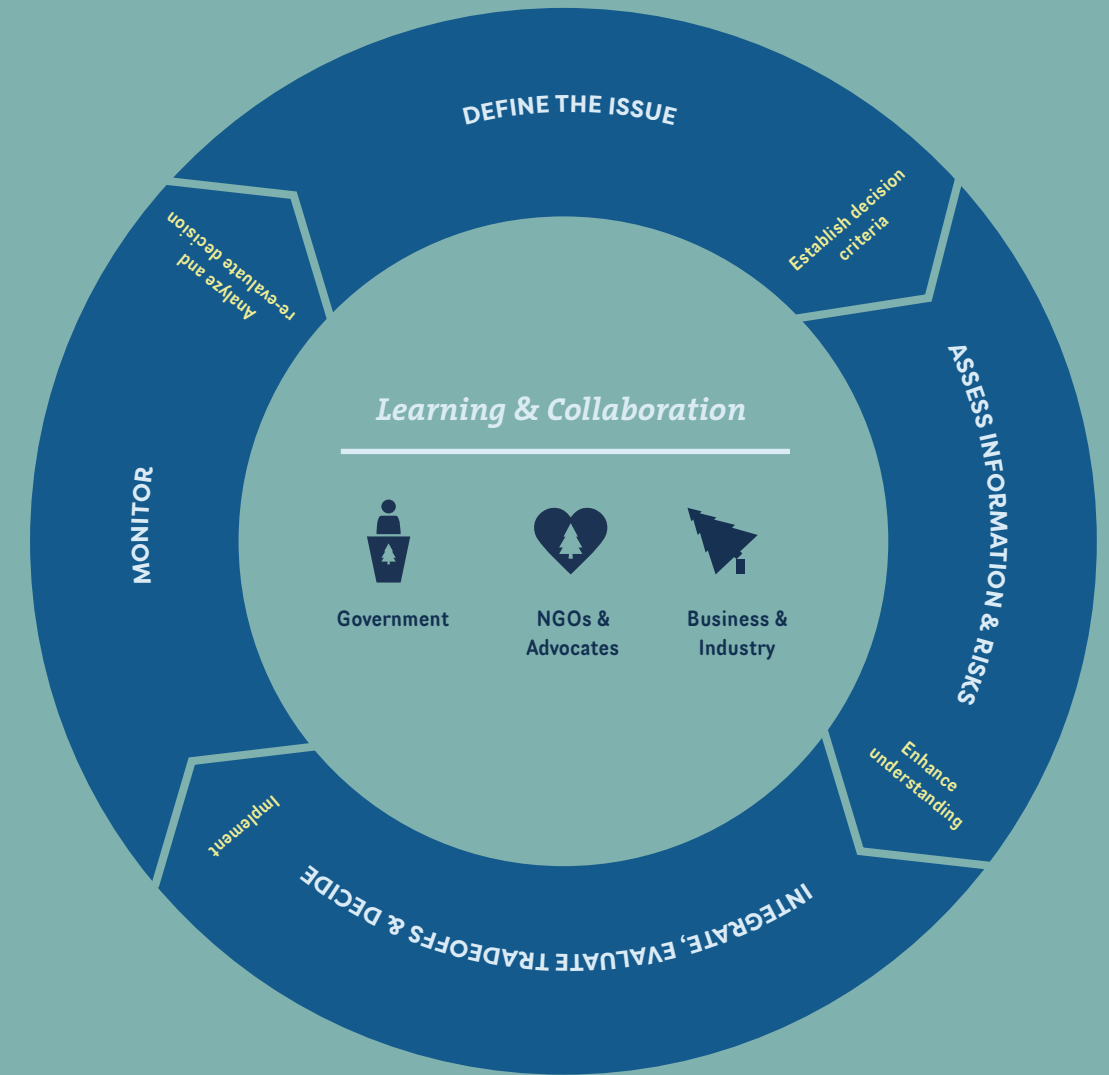 DEFINE THE ISSUE
Establish decision
criteria
ASSESS INFORMATION & RISKS
Enhance
understanding
INTEGRATE, EVALUATE TRADEOFFS & DECIDE
Implement
MONITOR
Analyze and
re-evaluate decision
Learning & Collaboration
Government
NGOs &
Advocates
Business &
Industry